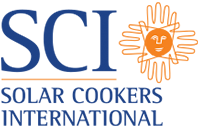 SCI
SOLAR COOKERS
INTERNATIONAL